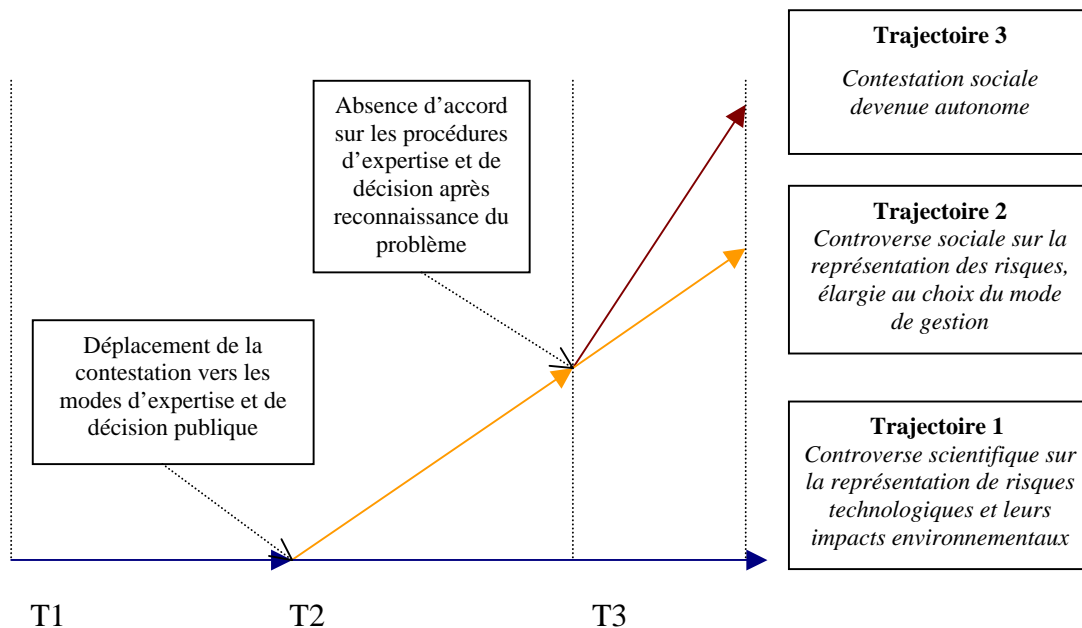 Trajectoire 3
Contestation sociale
devenue autonome
Absence d’accord
sur les procédures
d’expertise et de
décision après
reconnaissance du
problème
Trajectoire 2
Controverse sociale sur la
représentation des risques,
élargie au choix du mode
de gestion
Déplacement de la
contestation vers les
modes d’expertise et de
décision publique
Trajectoire 1
Controverse scientifique sur
la représentation de risques
technologiques et leurs
impacts environnementaux
T1
T2
T3